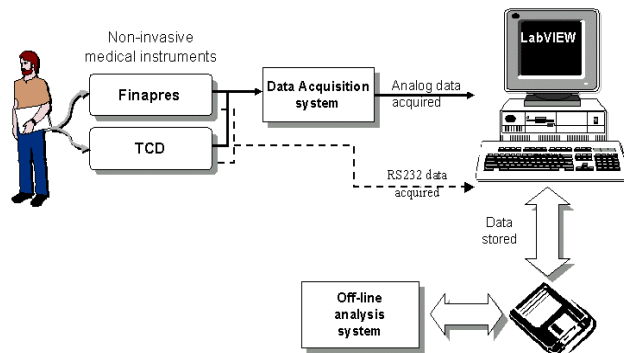 Non-invasive
medical instruments
Finapres
TCD
Data Acquisition
system
Analog data
acquired
LabVIEW
RS232 data
acquired
Data
stored
Off-line
analysis
system